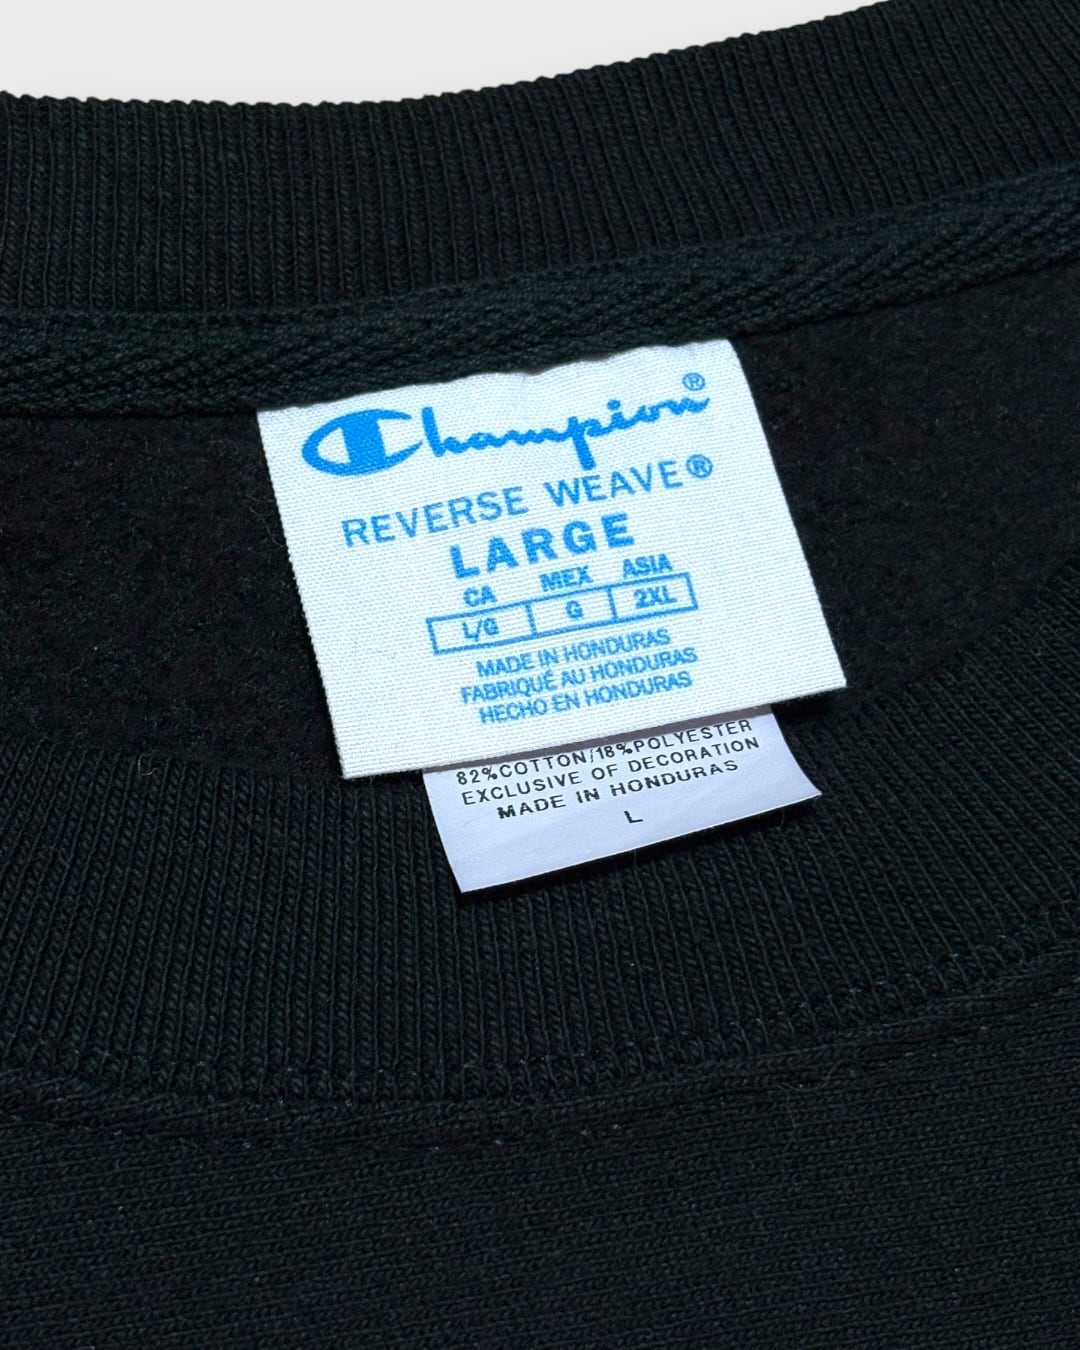 Champion®
REVERSE WEAVE®
LARGE
CA MEX ASIA
L/G G 2XL
MADE IN HONDURAS
FABRIQUÉ AU HONDURAS
HECHO EN HONDURAS
82%COTTON/18%POLYESTER
EXCLUSIVE OF DECORATION
MADE IN HONDURAS
L